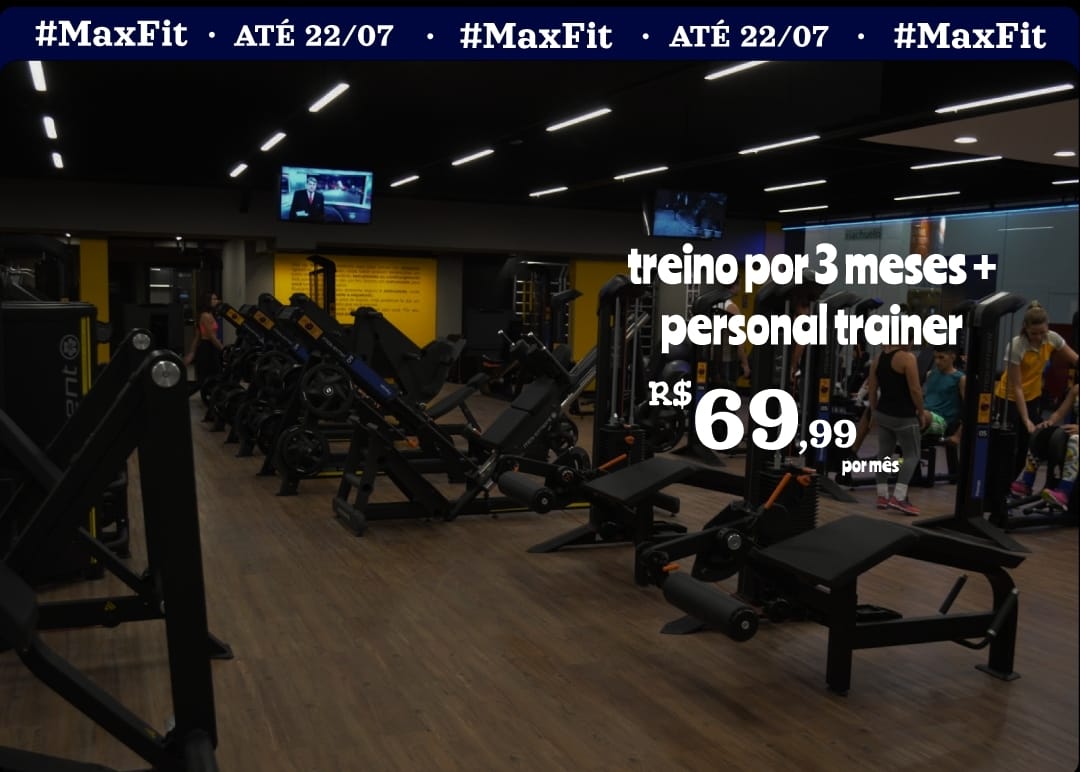 #MaxFit · ATÉ 22/07 · #MaxFit · ATÉ 22/07 · #MaxFit
treino por 3 meses +
personal trainer
R$69,99
por mês